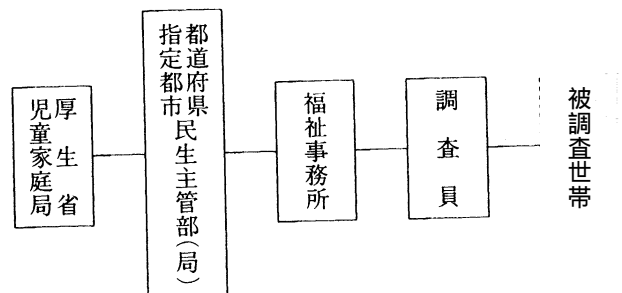 厚生省
児童家庭局
都道府県
指定都市
民生主管部(局)
福祉事務所
調査員
被調査世帯